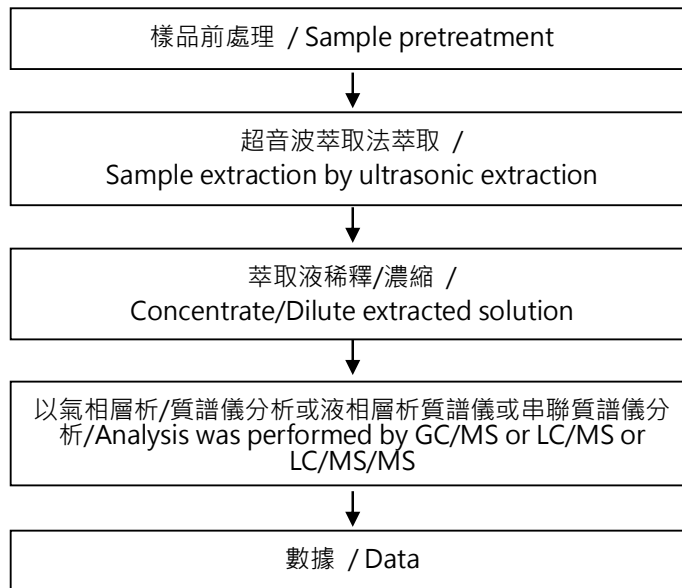 樣品前處理 / Sample pretreatment
超音波萃取法萃取 /
Sample extraction by ultrasonic extraction
萃取液稀釋/濃縮 /
Concentrate/Dilute extracted solution
以氣相層析/質譜儀分析或液相層析質譜儀或串聯質譜儀分
析/Analysis was performed by GC/MS or LC/MS or
LC/MS/MS
數據 / Data